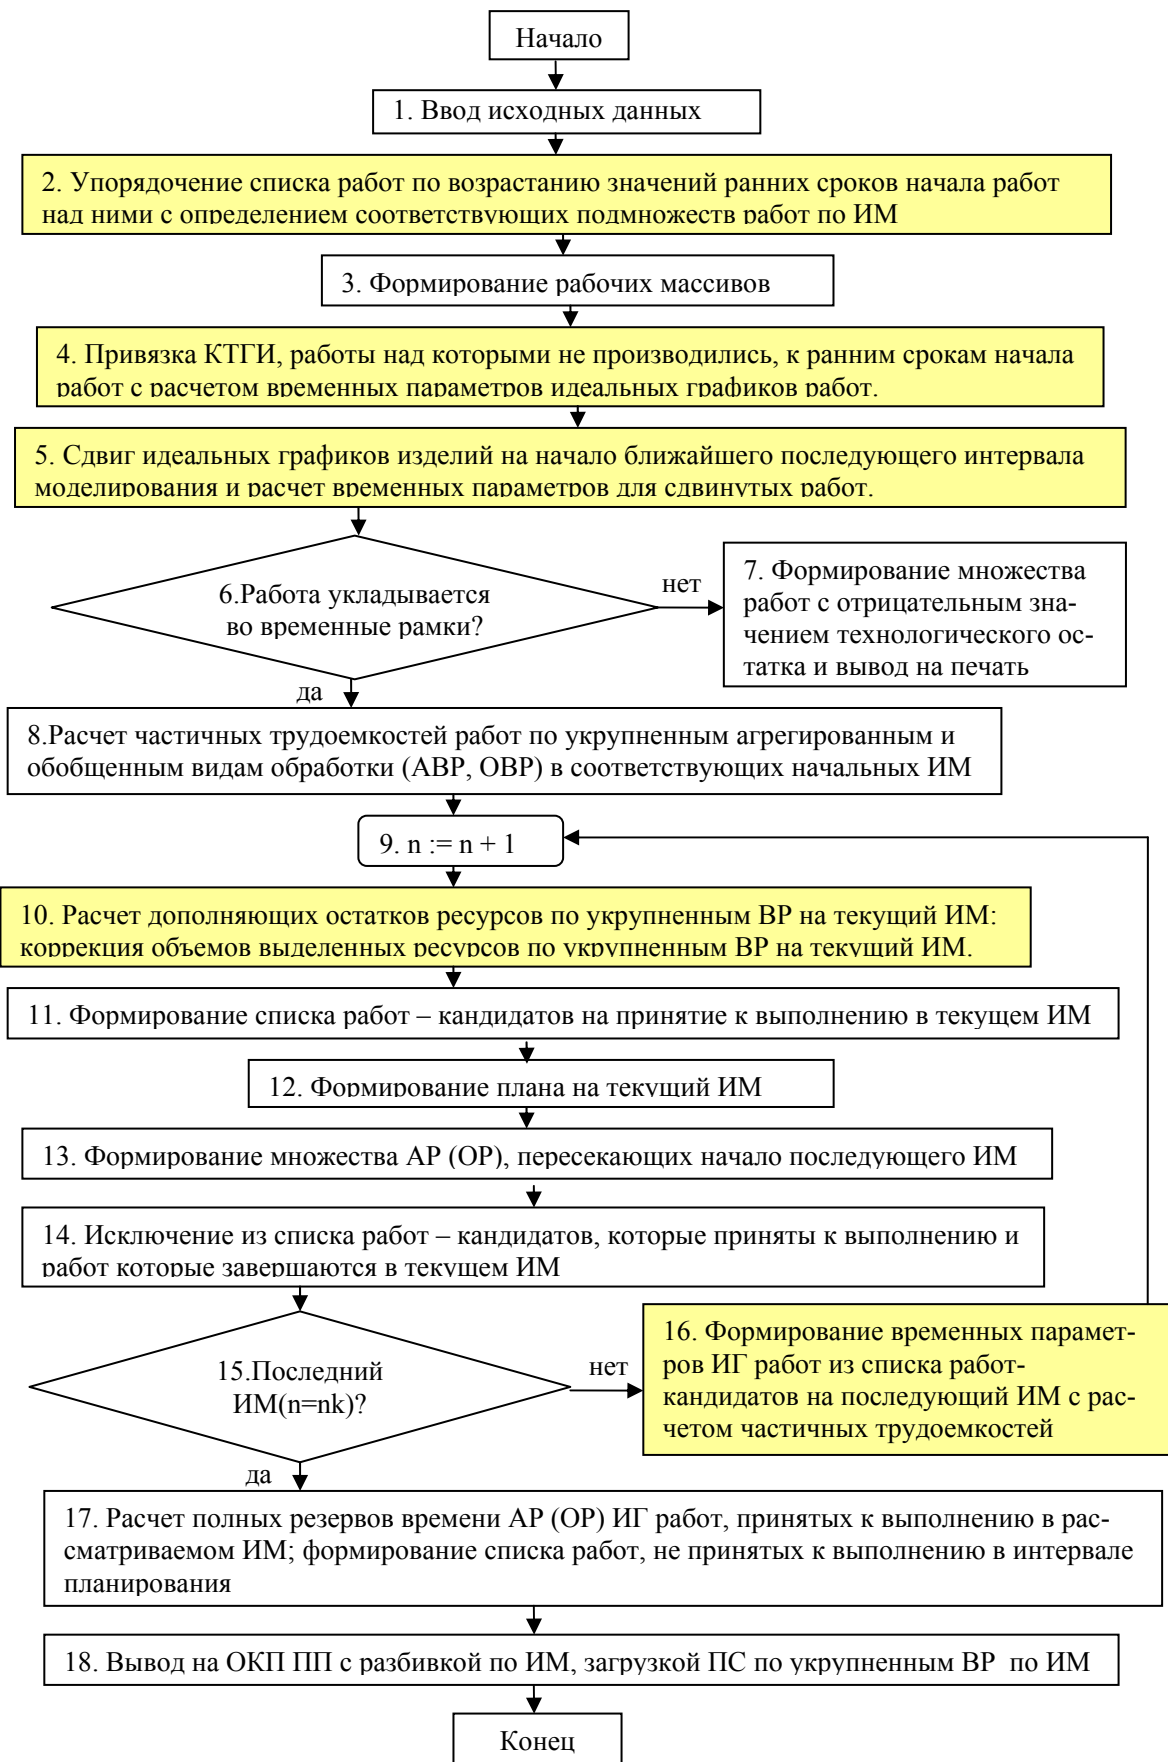 Начало
1. Ввод исходных данных
2. Упорядочение списка работ по возрастанию значений ранних сроков начала работ
над ними с определением соответствующих подмножеств работ по ИМ
3. Формирование рабочих массивов
4. Привязка КТГИ, работы над которыми не производились, к ранним срокам начала
работ с расчетом временных параметров идеальных графиков работ.
5. Сдвиг идеальных графиков изделий на начало ближайшего последующего интервала
моделирования и расчет временных параметров для сдвинутых работ.
6.Работа укладывается
во временные рамки?
нет
7. Формирование множества
работ с отрицательным зна-
чением технологического ос-
татка и вывод на печать
да
8.Расчет частичных трудоемкостей работ по укрупненным агрегированным и
обобщенным видам обработки (АВР, ОВР) в соответствующих начальных ИМ
9. n := n + 1
10. Расчет дополняющих остатков ресурсов по укрупненным ВР на текущий ИМ:
коррекция объемов выделенных ресурсов по укрупненным ВР на текущий ИМ.
11. Формирование списка работ – кандидатов на принятие к выполнению в текущем ИМ
12. Формирование плана на текущий ИМ
13. Формирование множества АР (ОР), пересекающих начало последующего ИМ
14. Исключение из списка работ – кандидатов, которые приняты к выполнению и
работ которые завершаются в текущем ИМ
15.Последний
ИМ(n=nk)?
нет
16. Формирование временных парамет-
ров ИГ работ из списка работ-
кандидатов на последующий ИМ с рас-
четом частичных трудоемкостей
да
17. Расчет полных резервов времени АР (ОР) ИГ работ, принятых к выполнению в рас-
сматриваемом ИМ; формирование списка работ, не принятых к выполнению в интервале
планирования
18. Вывод на ОКП ПП с разбивкой по ИМ, загрузкой ПС по укрупненным ВР по ИМ
Конец